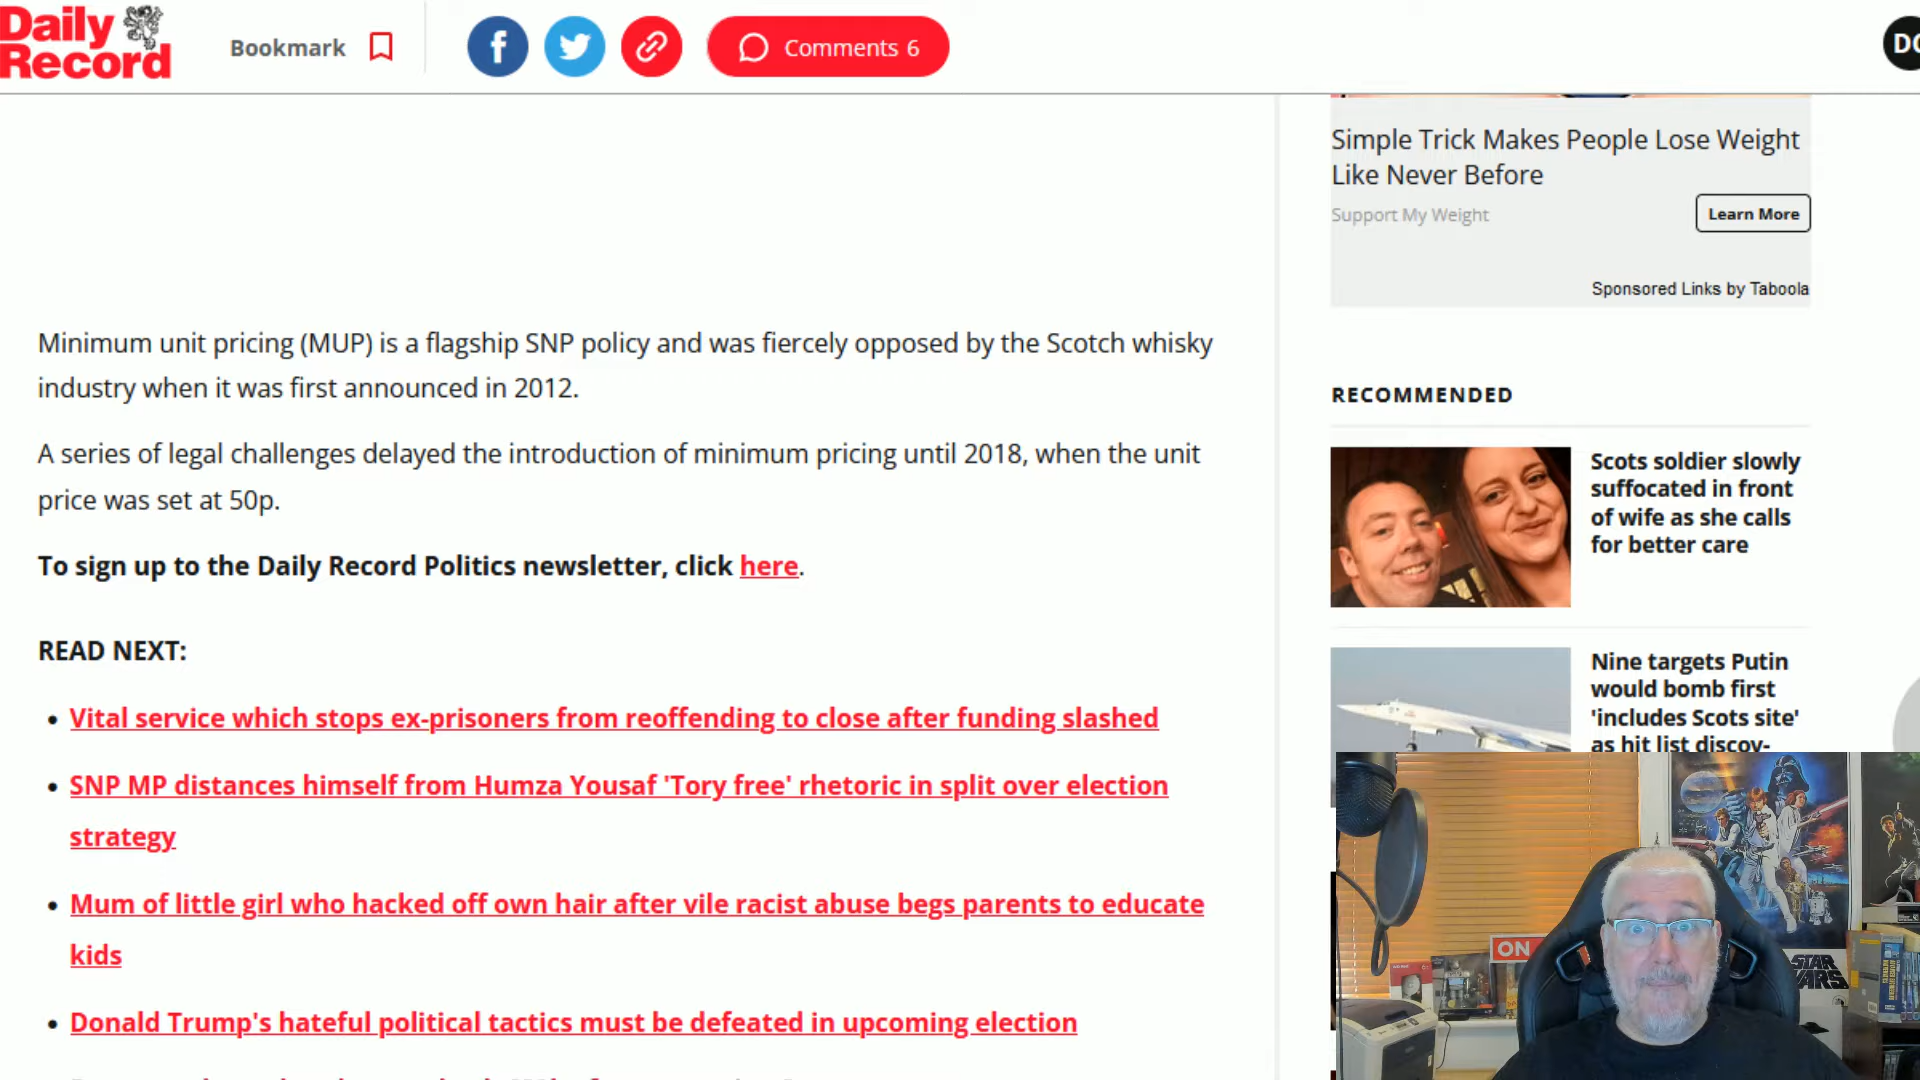 Daily
Record
Bookmark
f
Comments 6
DC
Simple Trick Makes People Lose Weight
Like Never Before
Support My Weight
Learn More
Sponsored Links by Taboola
Minimum unit pricing (MUP) is a flagship SNP policy and was fiercely opposed by the Scotch whisky
industry when it was first announced in 2012.
A series of legal challenges delayed the introduction of minimum pricing until 2018, when the unit
price was set at 50p.
To sign up to the Daily Record Politics newsletter, click here.
READ NEXT:
• Vital service which stops ex-prisoners from reoffending to close after funding slashed
• SNP MP distances himself from Humza Yousaf 'Tory free' rhetoric in split over election
strategy
• Mum of little girl who hacked off own hair after vile racist abuse begs parents to educate
kids
• Donald Trump's hateful political tactics must be defeated in upcoming election
RECOMMENDED
Scots soldier slowly
suffocated in front
of wife as she calls
for better care
Nine targets Putin
would bomb first
'includes Scots site'
as hit list discov-
ON
STAR
WARS